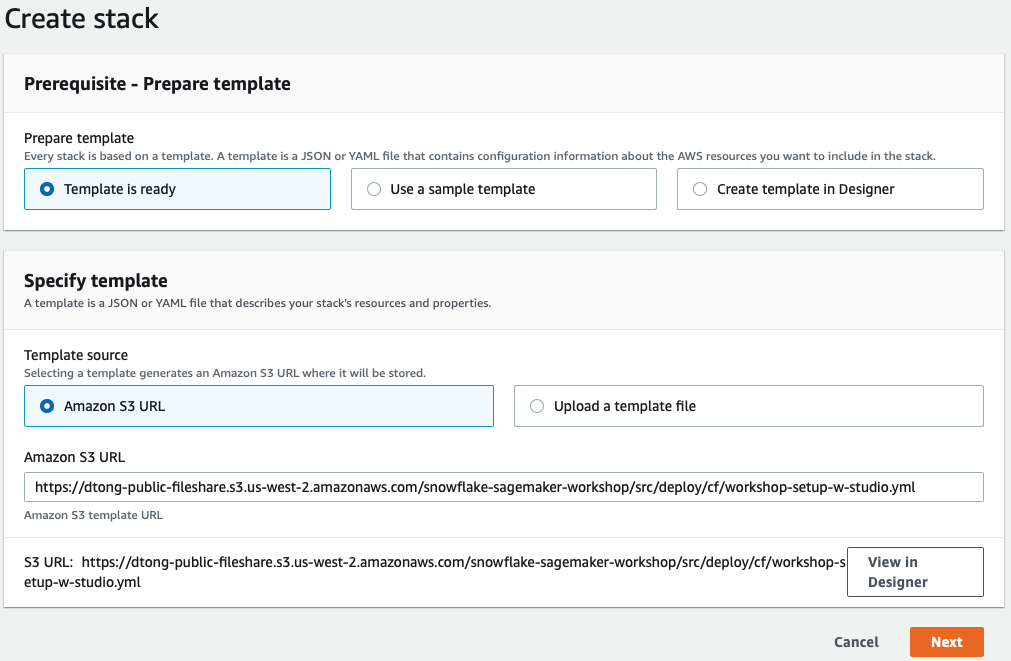 Create stack
Prerequisite - Prepare template
Prepare template
Every stack is based on a template. A template is a JSON or YAML file that contains configuration information about the AWS resources you want to include in the stack.
Template is ready
Use a sample template
Create template in Designer
Specify template
A template is a JSON or YAML file that describes your stack's resources and properties.
Template source
Selecting a template generates an Amazon S3 URL where it will be stored.
Amazon S3 URL
Upload a template file
Amazon S3 URL
https://dtong-public-fileshare.s3.us-west-2.amazonaws.com/snowflake-sagemaker-workshop/src/deploy/cf/workshop-setup-w-studio.yml
Amazon S3 template URL
S3 URL: https://dtong-public-fileshare.s3.us-west-2.amazonaws.com/snowflake-sagemaker-workshop/src/deploy/cf/workshop-s
etup-w-studio.yml
View in
Designer
Cancel
Next